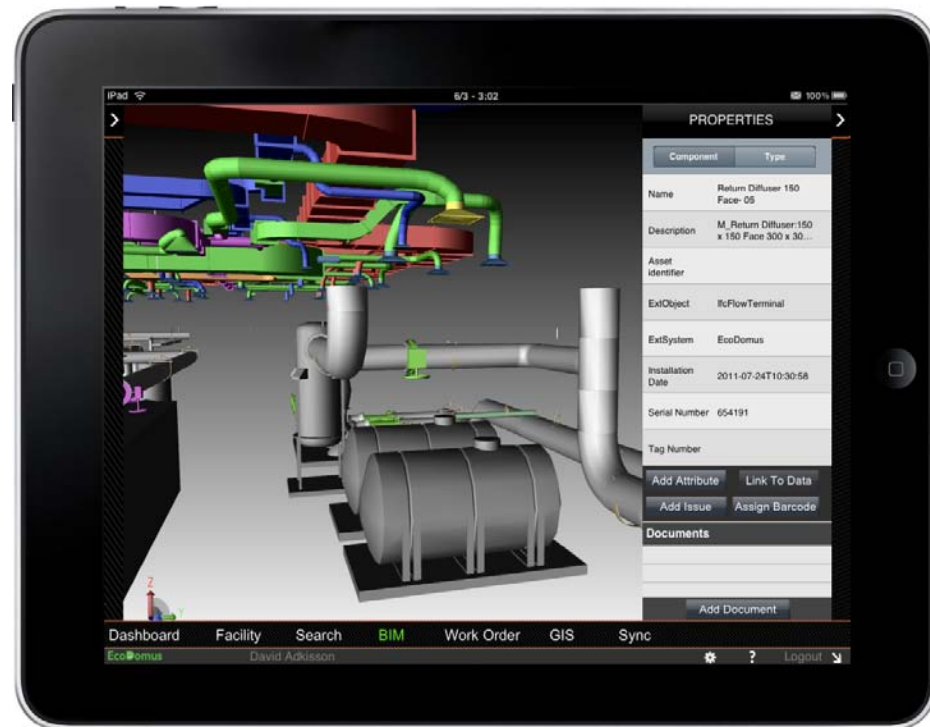 iPad 6/3 - 3:02 100%
PROPERTIES
Component Type
Name Return Diffuser 150
Face- 05
Description M_Return Diffuser:150
x 150 Face 300 x 30...
Asset
identifier
ExtObject IfcFlowTerminal
ExtSystem EcoDomus
Installation
Date 2011-07-24T10:30:58
Serial Number 654191
Tag Number
Add Attribute Link To Data
Add Issue Assign Barcode
Documents
Add Document
Z
Y
Dashboard Facility Search BIM Work Order GIS Sync
EcoDomus David Adkisson ? Logout